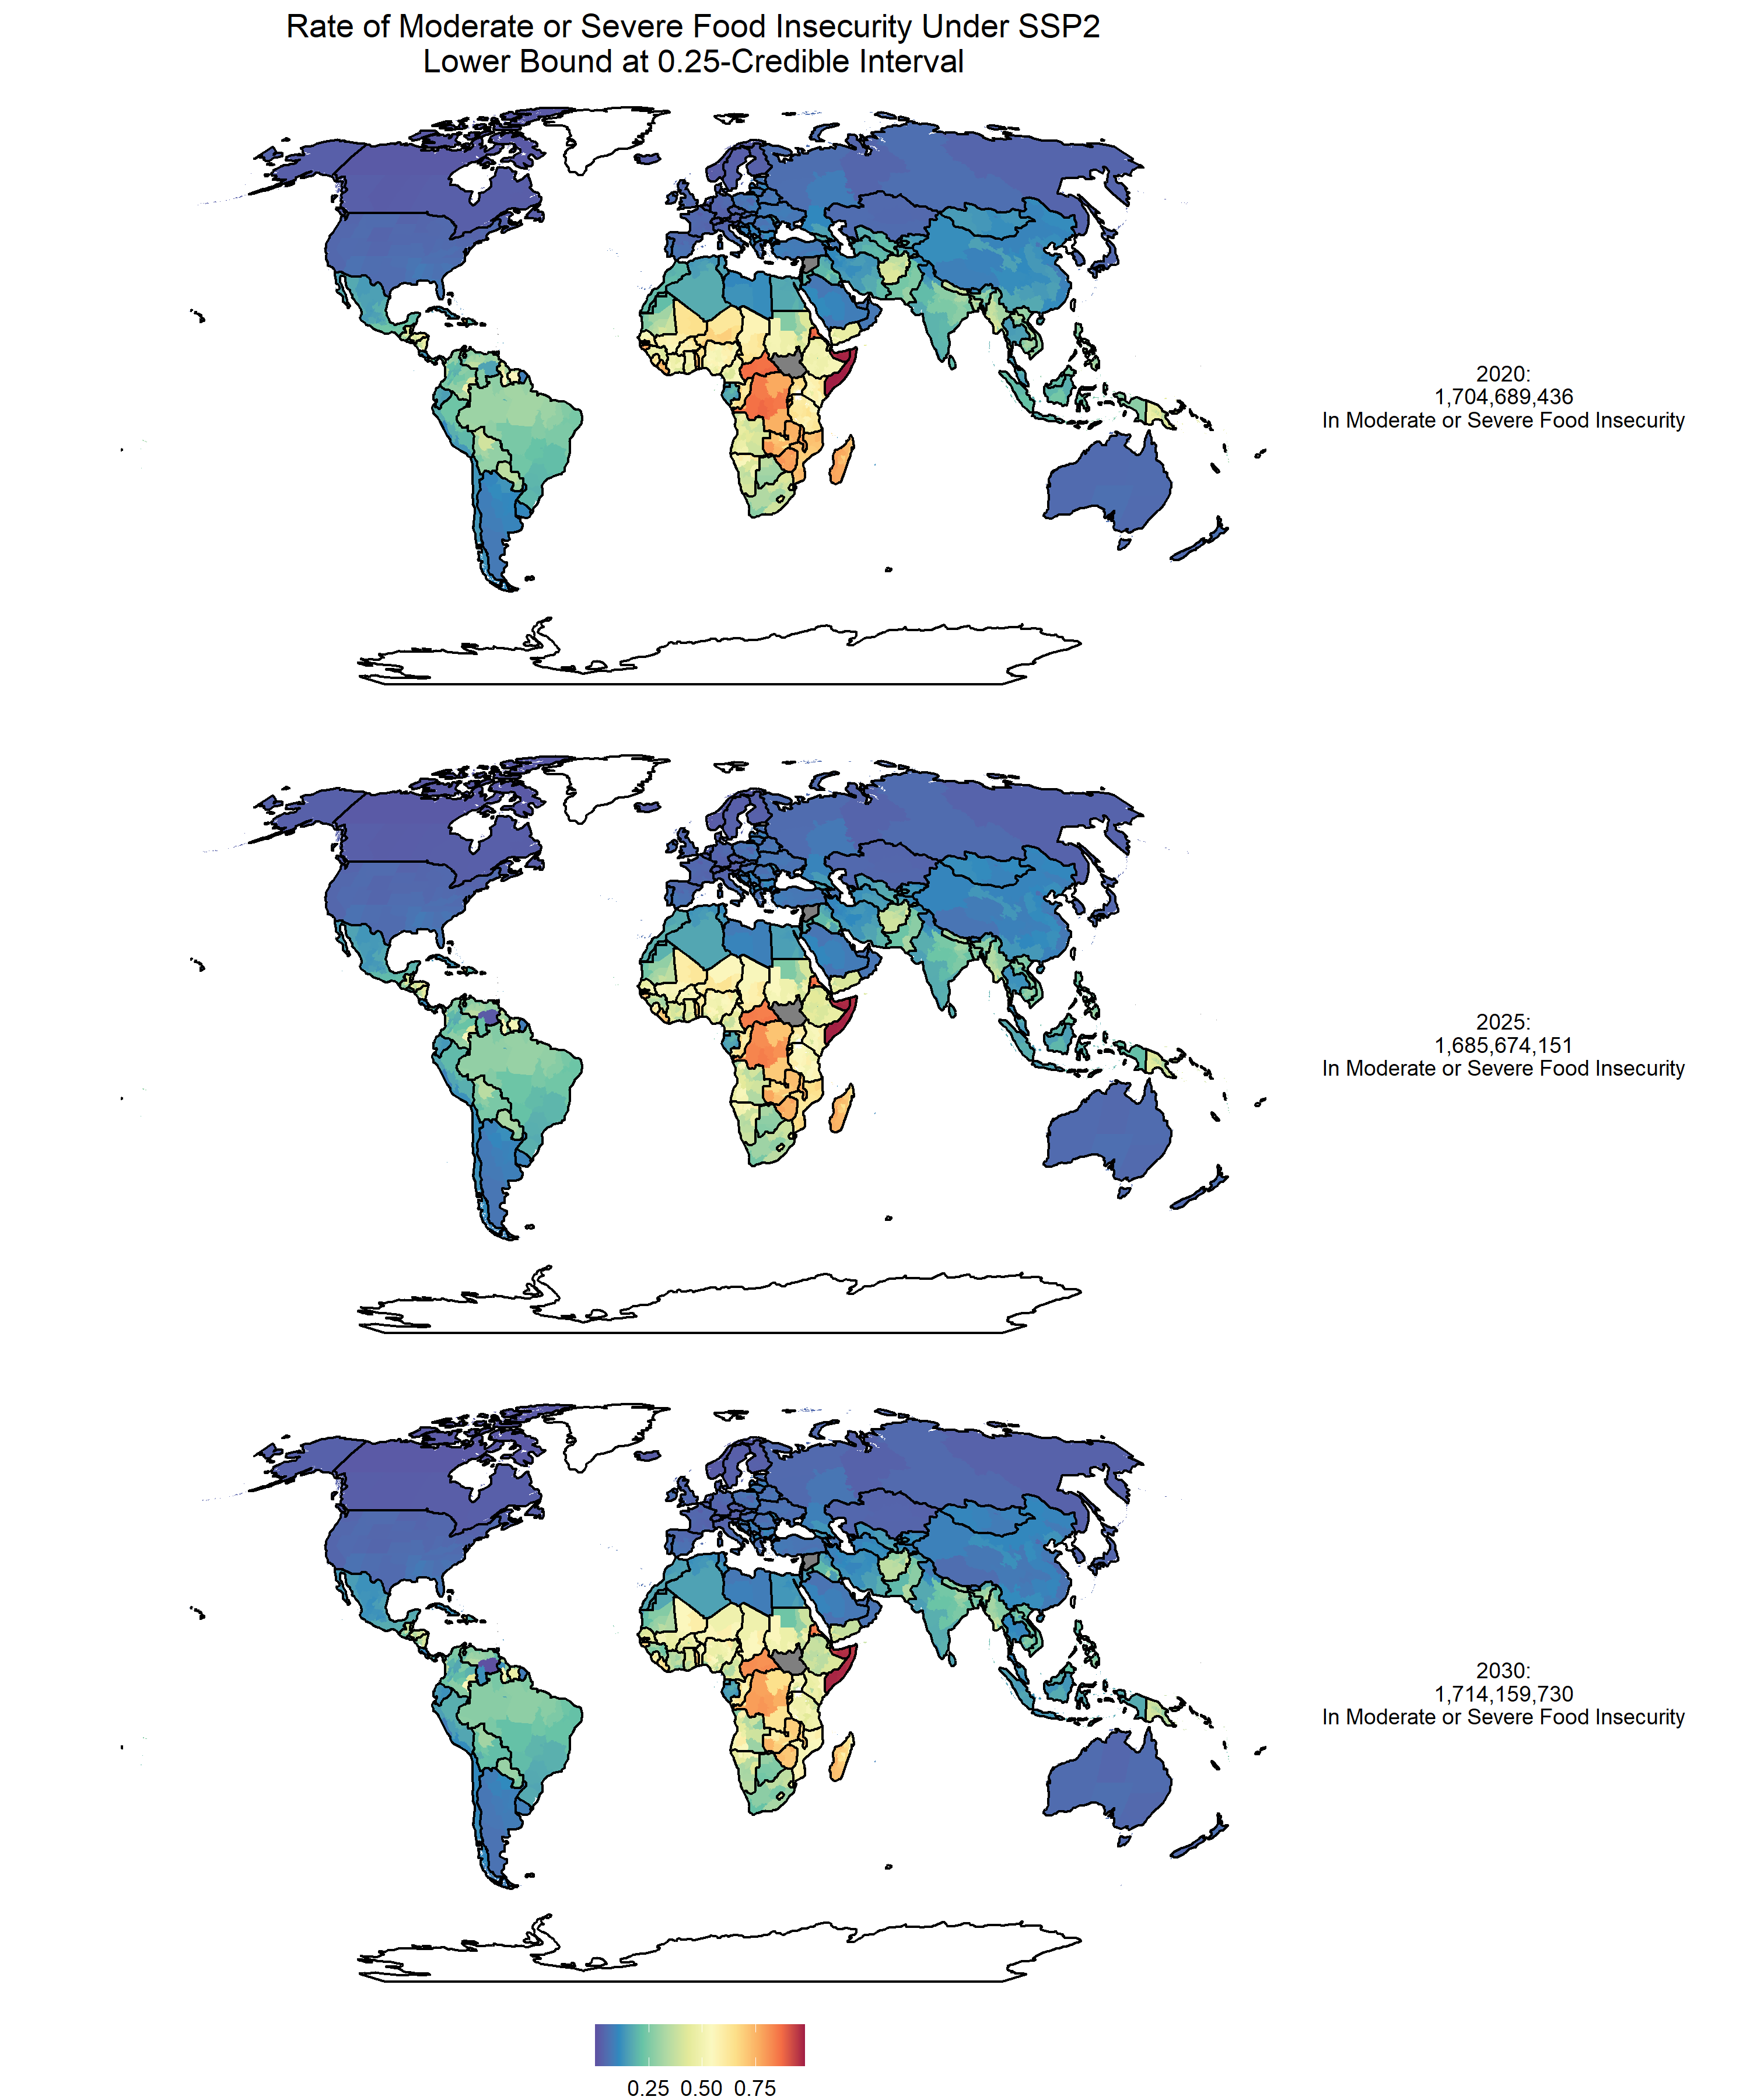 Rate of Moderate or Severe Food Insecurity Under SSP2
Lower Bound at 0.25-Credible Interval
2020:
1,704,689,436
In Moderate or Severe Food Insecurity
2025:
1,685,674,151
In Moderate or Severe Food Insecurity
2030:
1,714,159,730
In Moderate or Severe Food Insecurity
0.25 0.50 0.75